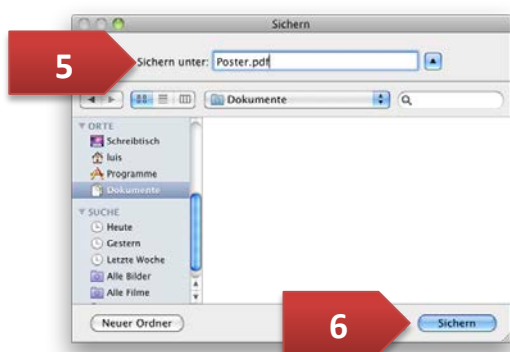 Sichern
5
Sichern unter: Poster.pdf
Dokumente
ORTE
Schreibtisch
luis
Programme
Dokumente
SUCHE
Heute
Gestern
Letzte Woche
Alle Bilder
Alle Filme
Neuer Ordner
6
Sichern